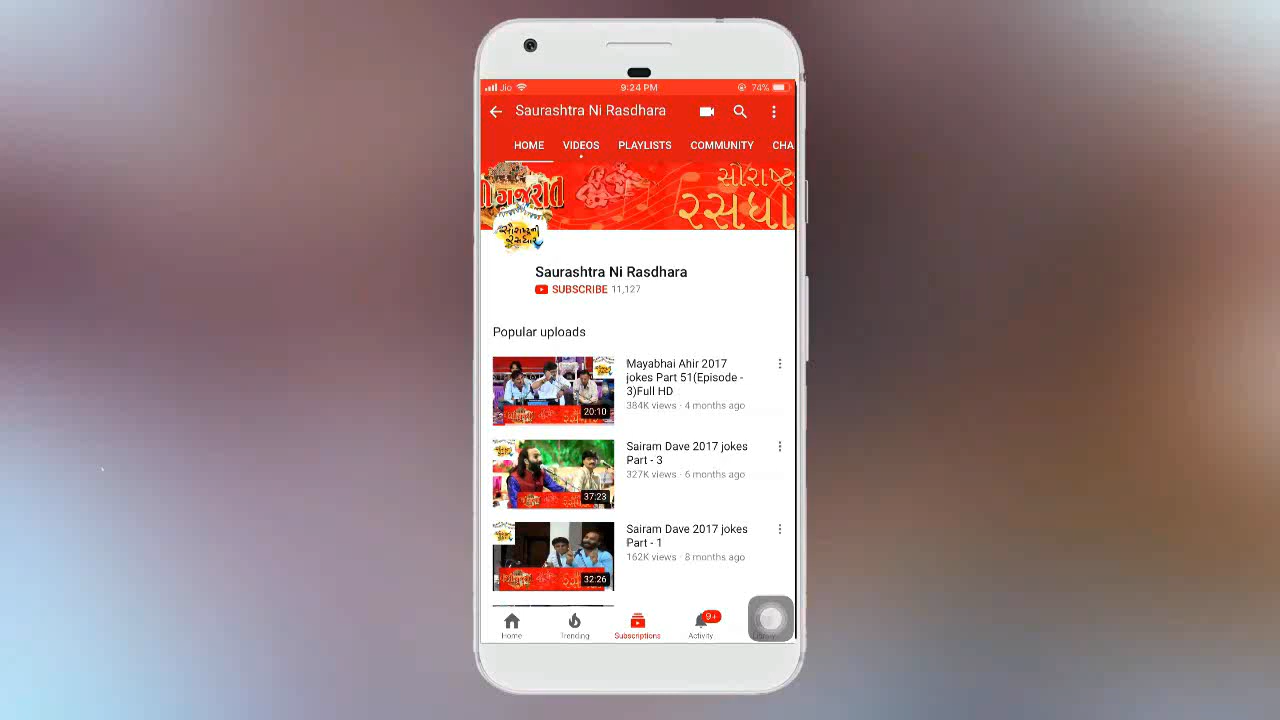 Jio 9:24 PM 74%
Saurashtra Ni Rasdhara
HOME VIDEOS PLAYLISTS COMMUNITY CHA
ગુજરાતી
સૌરાષ્ટ્ર
રસધા
સૌરાષ્ટ્રની
રસધાર
Saurashtra Ni Rasdhara
SUBSCRIBE 11,127
Popular uploads
Mayabhai Ahir 2017
jokes Part 51(Episode -
3)Full HD
384K views · 4 months ago
20:10
Sairam Dave 2017 jokes
Part - 3
327K views · 6 months ago
37:23
Sairam Dave 2017 jokes
Part - 1
162K views · 8 months ago
32:26
9+
Home Trending Subscriptions Activity Library